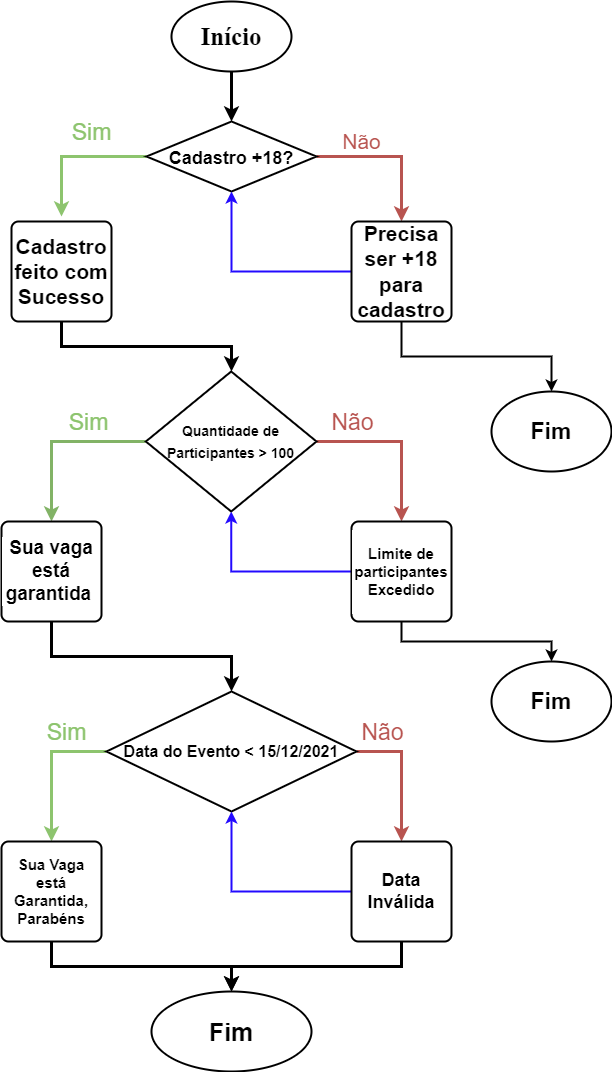 Início
Sim
Não
Cadastro +18?
Cadastro
feito com
Sucesso
Precisa
ser +18
para
cadastro
Fim
Sim
Não
Quantidade de
Participantes > 100
Sua vaga
está
garantida
Limite de
participantes
Excedido
Fim
Sim
Não
Data do Evento < 15/12/2021
Sua Vaga
está
Garantida,
Parabéns
Data
Inválida
Fim